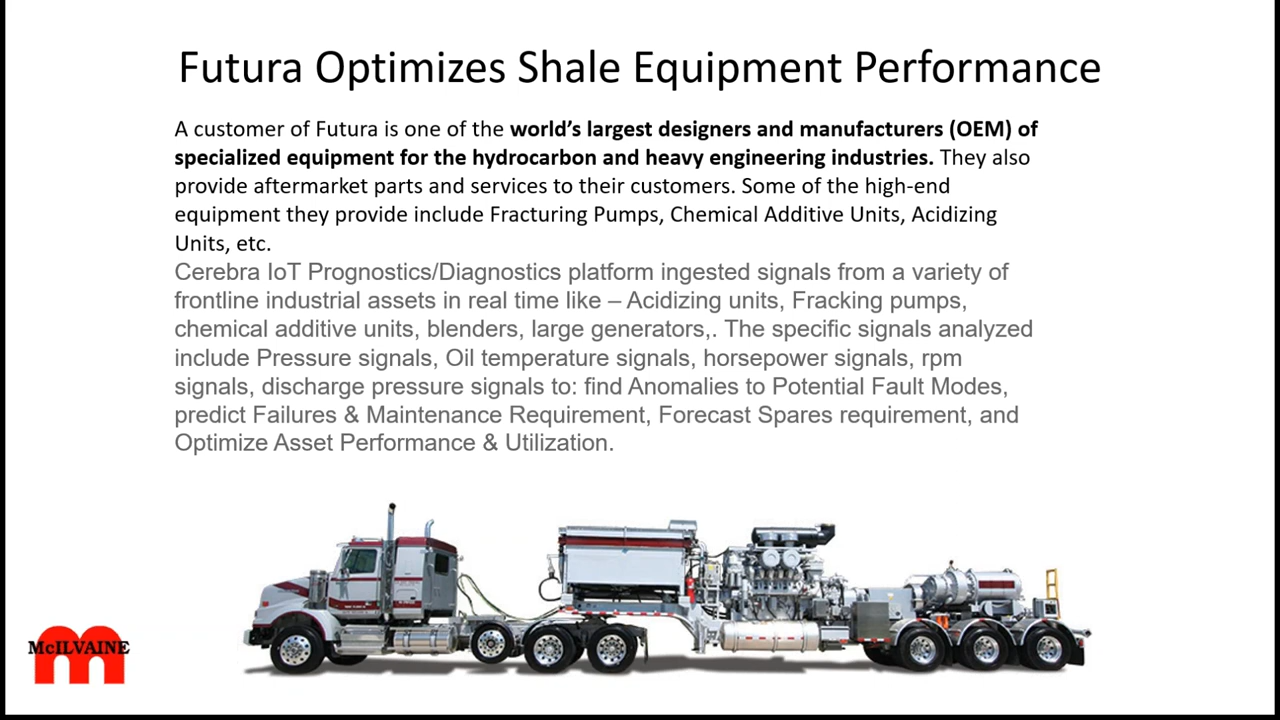 Futura Optimizes Shale Equipment Performance
A customer of Futura is one of the world’s largest designers and manufacturers (OEM) of
specialized equipment for the hydrocarbon and heavy engineering industries. They also
provide aftermarket parts and services to their customers. Some of the high-end
equipment they provide include Fracturing Pumps, Chemical Additive Units, Acidizing
Units, etc.
Cerebra IoT Prognostics/Diagnostics platform ingested signals from a variety of
frontline industrial assets in real time like – Acidizing units, Fracking pumps,
chemical additive units, blenders, large generators,. The specific signals analyzed
include Pressure signals, Oil temperature signals, horsepower signals, rpm
signals, discharge pressure signals to: find Anomalies to Potential Fault Modes,
predict Failures & Maintenance Requirement, Forecast Spares requirement, and
Optimize Asset Performance & Utilization.
McILVAINE